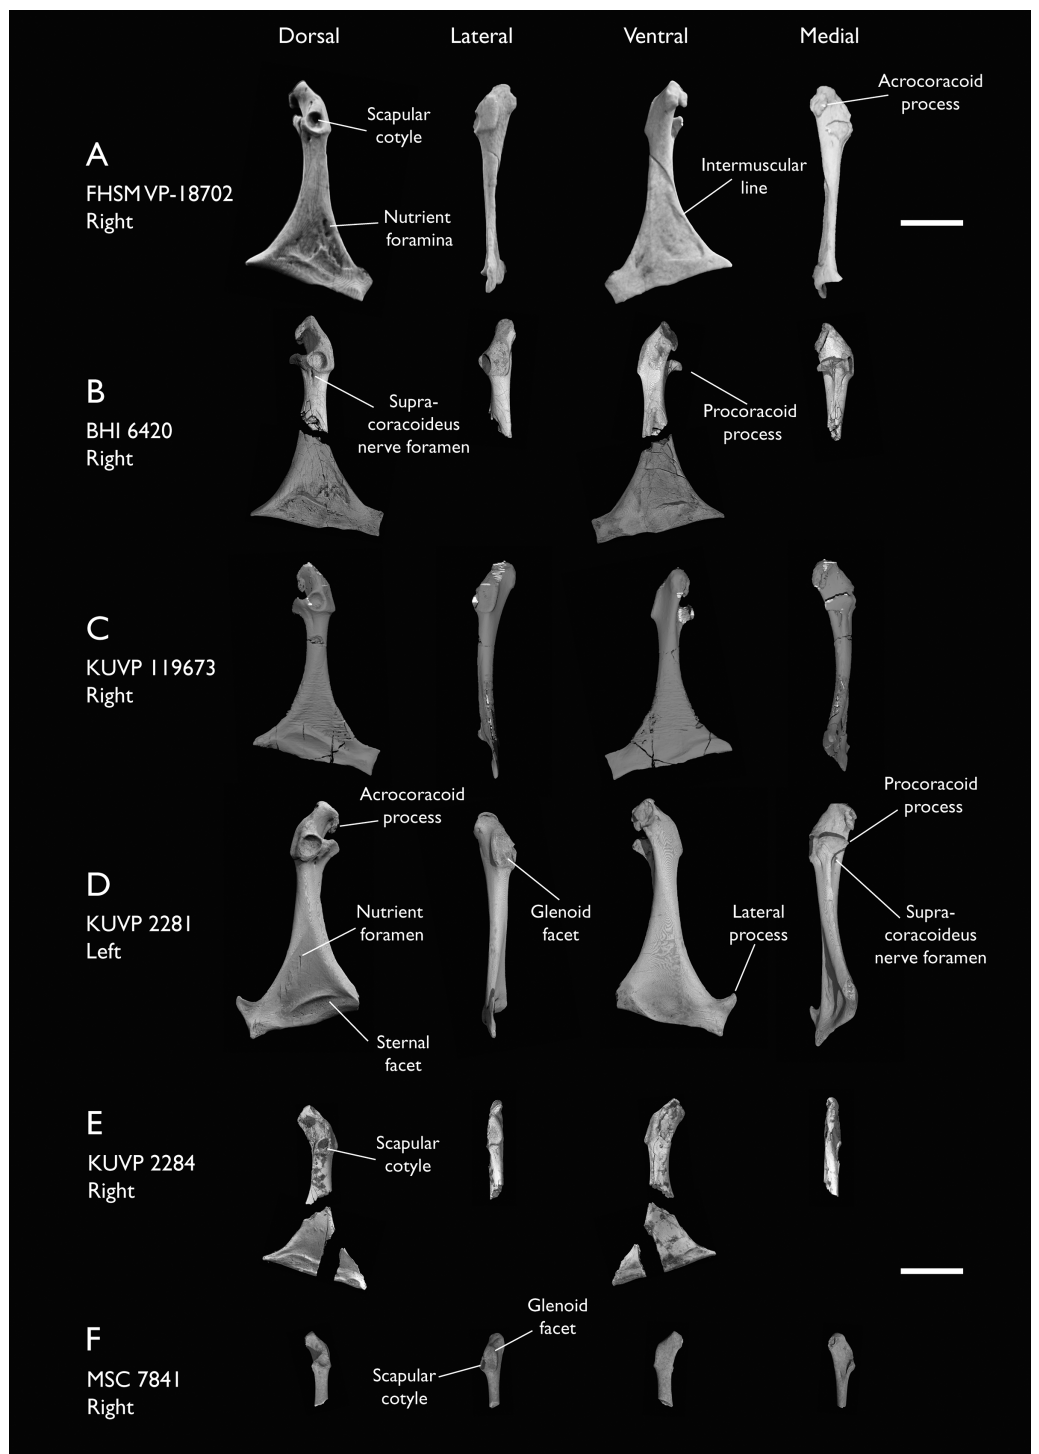 Dorsal
Lateral
Ventral
Medial
A
FHSM VP-18702
Right
Scapular
cotyle
Nutrient
foramina
Intermuscular
line
Acrocoracoid
process
B
BHI 6420
Right
Supra-
coracoideus
nerve foramen
Procoracoid
process
C
KUVP 119673
Right
D
KUVP 2281
Left
Acrocoracoid
process
Nutrient
foramen
Sternal
facet
Glenoid
facet
Lateral
process
Procoracoid
process
Supra-
coracoideus
nerve foramen
E
KUVP 2284
Right
Scapular
cotyle
F
MSC 7841
Right
Glenoid
facet
Scapular
cotyle